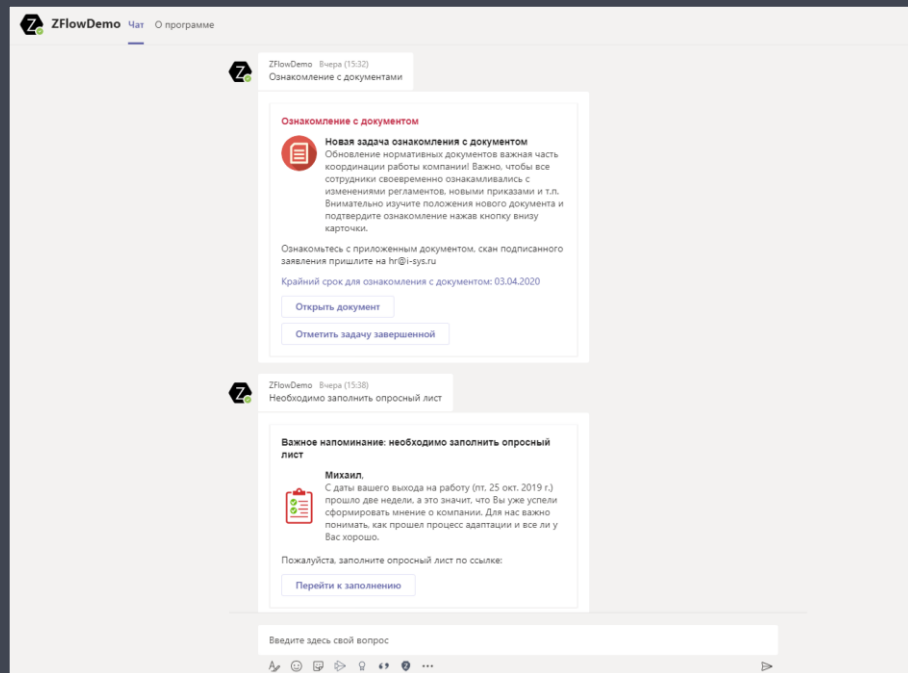 ZFlowDemo Чат О программе
ZFlowDemo Вчера (15:32)
Ознакомление с документами
Ознакомление с документом
Новая задача ознакомления с документом
Обновление нормативных документов важная часть
координации работы компании! Важно, чтобы все
сотрудники своевременно ознакамливались с
изменениями регламентов, новыми приказами и т.п.
Внимательно изучите положения нового документа и
подтвердите ознакомление нажав кнопку внизу
карточки.
Ознакомьтесь с приложенным документом, скан подписанного
заявления пришлите на hr@i-sys.ru
Крайний срок для ознакомления с документом: 03.04.2020
Открыть документ
Отметить задачу завершенной
ZFlowDemo Вчера (15:38)
Необходимо заполнить опросный лист
Важное напоминание: необходимо заполнить опросный
лист
Михаил,
С даты вашего выхода на работу (пт, 25 окт. 2019 г.)
прошло две недели, а это значит, что Вы уже успели
сформировать мнение о компании. Для нас важно
понимать, как прошел процесс адаптации и все ли у
Вас хорошо.
Пожалуйста, заполните опросный лист по ссылке:
Перейти к заполнению
Введите здесь свой вопрос